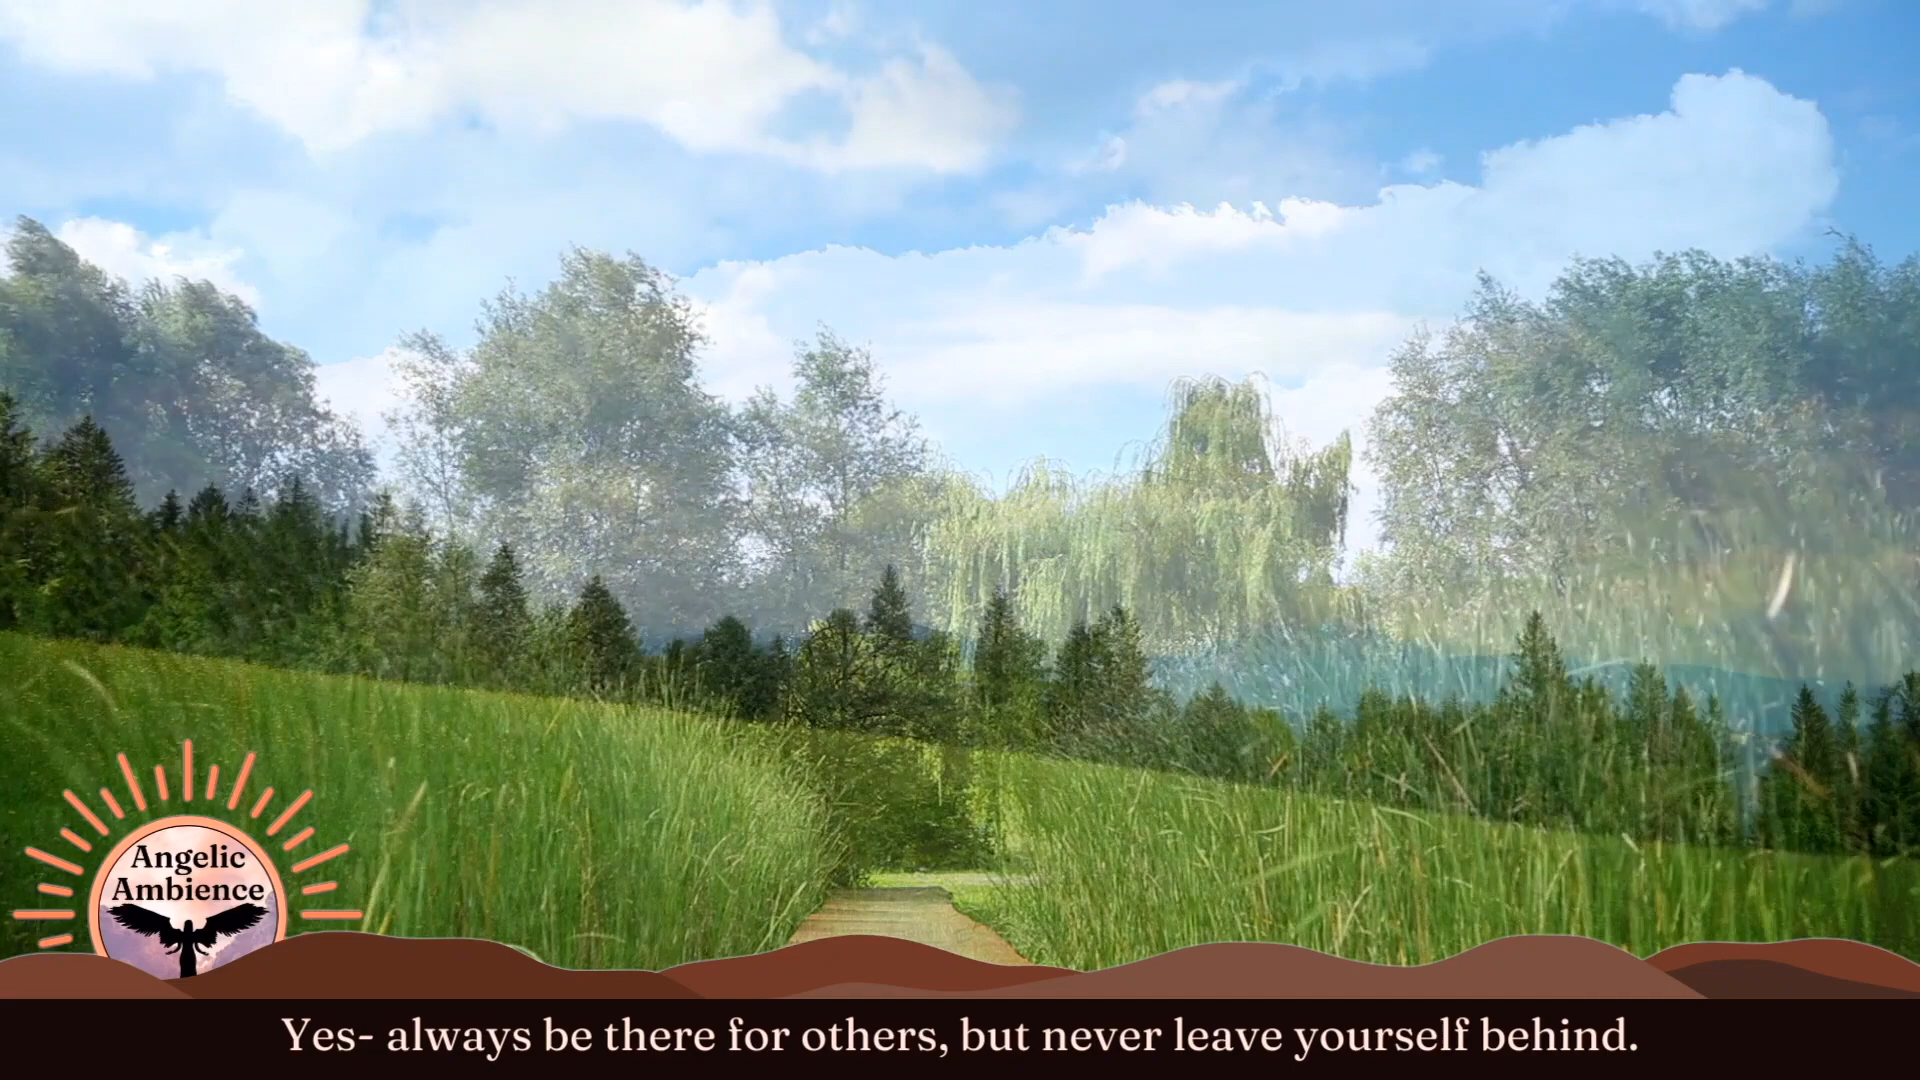 Angelic
Ambience
Yes- always be there for others, but never leave yourself behind.